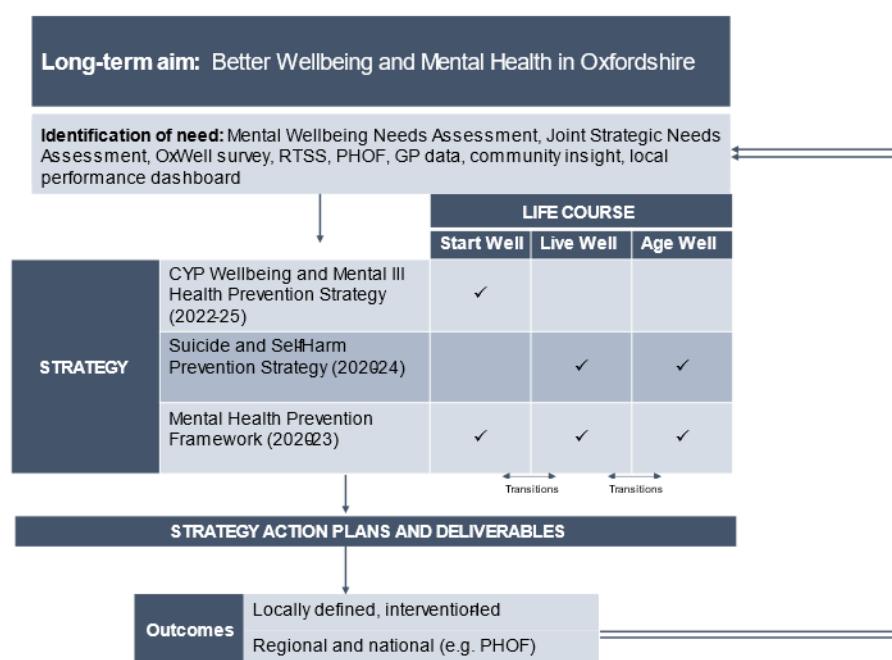 Long-term aim: Better Wellbeing and Mental Health in Oxfordshire
Identification of need: Mental Wellbeing Needs Assessment, Joint Strategic Needs
Assessment, OxWell survey, RTSS, PHOF, GP data, community insight, local
performance dashboard
LIFE COURSE
Start Well Live Well Age Well
STRATEGY
CYP Wellbeing and Mental Ill
Health Prevention Strategy
(2022-25)
✓
Suicide and Self-Harm
Prevention Strategy (2020-24)
✓ ✓
Mental Health Prevention
Framework (2020-23)
✓ ✓ ✓
Transitions Transitions
STRATEGY ACTION PLANS AND DELIVERABLES
Outcomes
Locally defined, intervention-led
Regional and national (e.g. PHOF)